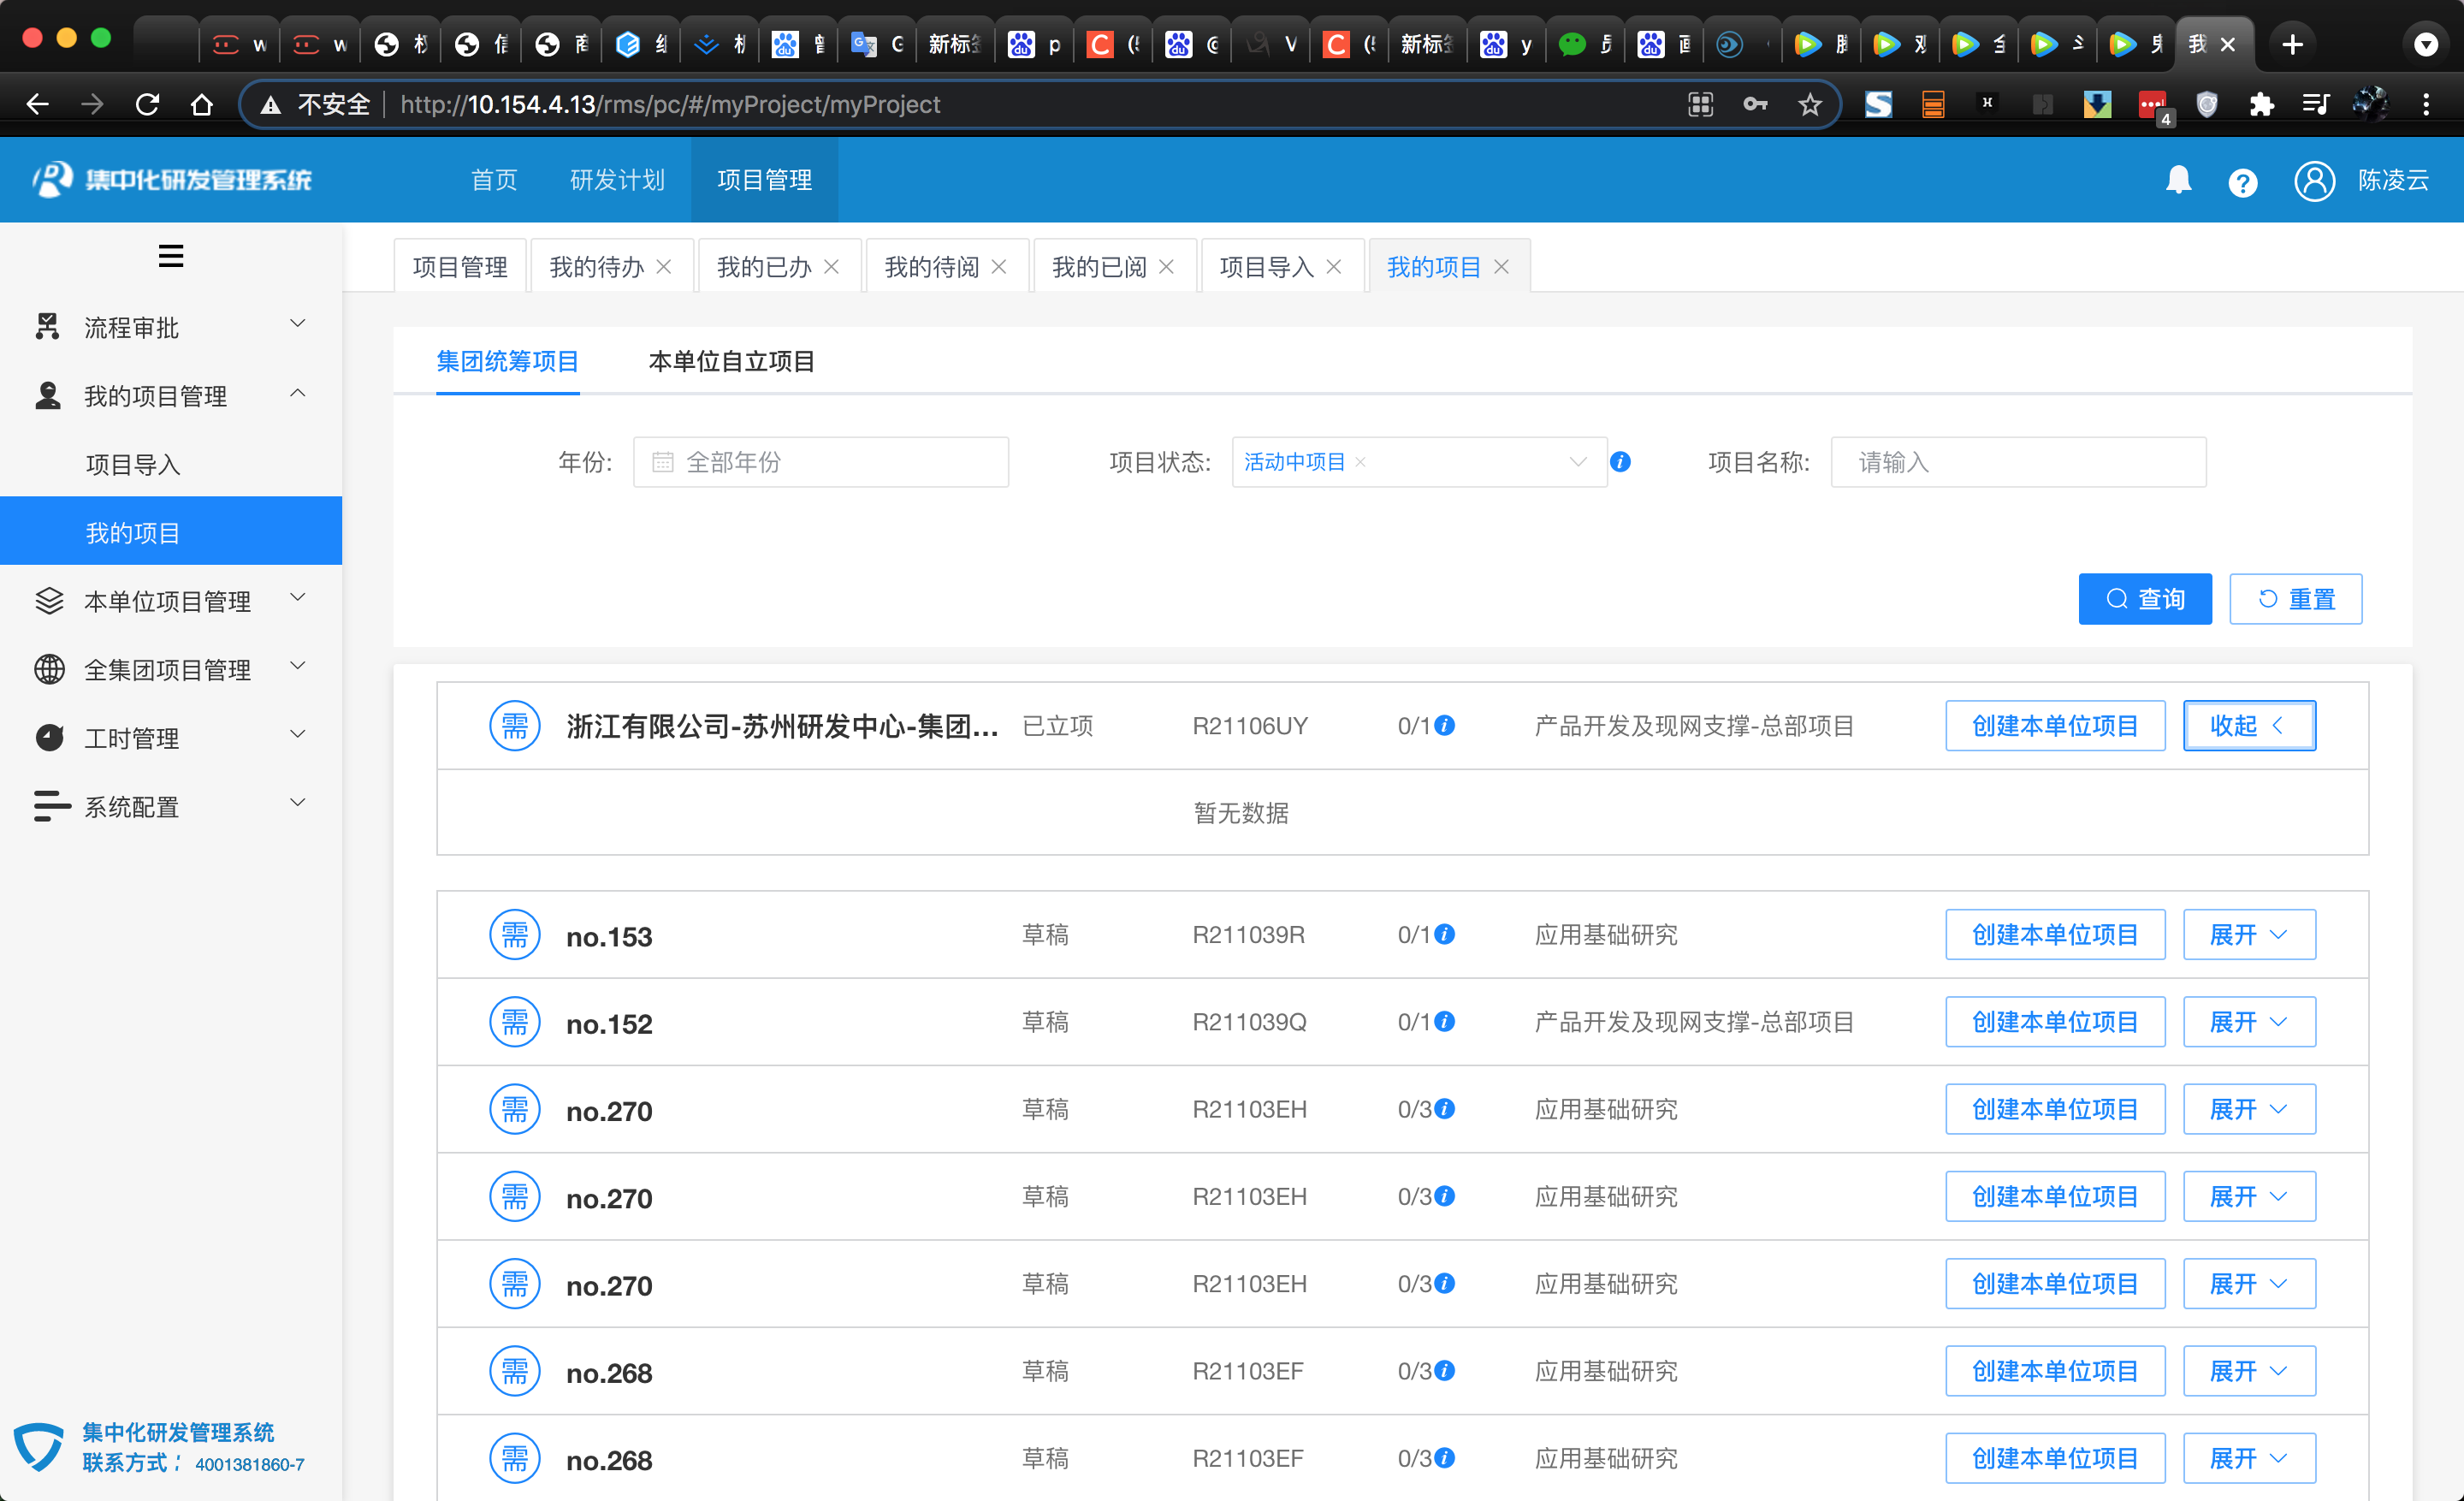 新标签
新标签
不安全 http://10.154.4.13/rms/pc/#/myProject/myProject
4
集中化研发管理系统 首页 研发计划 项目管理 陈凌云
项目管理 我的待办 我的已办 我的待阅 我的已阅 项目导入 我的项目
流程审批
我的项目管理
项目导入
我的项目
本单位项目管理
全集团项目管理
工时管理
系统配置
集中化研发管理系统
联系方式： 4001381860-7
集团统筹项目 本单位自立项目
年份: 全部年份 项目状态: 活动中项目 项目名称: 请输入
查询 重置
需 浙江有限公司-苏州研发中心-集团... 已立项 R21106UY 0/1 产品开发及现网支撑-总部项目 创建本单位项目 收起
暂无数据
需 no.153 草稿 R211039R 0/1 应用基础研究 创建本单位项目 展开
需 no.152 草稿 R211039Q 0/1 产品开发及现网支撑-总部项目 创建本单位项目 展开
需 no.270 草稿 R21103EH 0/3 应用基础研究 创建本单位项目 展开
需 no.270 草稿 R21103EH 0/3 应用基础研究 创建本单位项目 展开
需 no.270 草稿 R21103EH 0/3 应用基础研究 创建本单位项目 展开
需 no.268 草稿 R21103EF 0/3 应用基础研究 创建本单位项目 展开
需 no.268 草稿 R21103EF 0/3 应用基础研究 创建本单位项目 展开